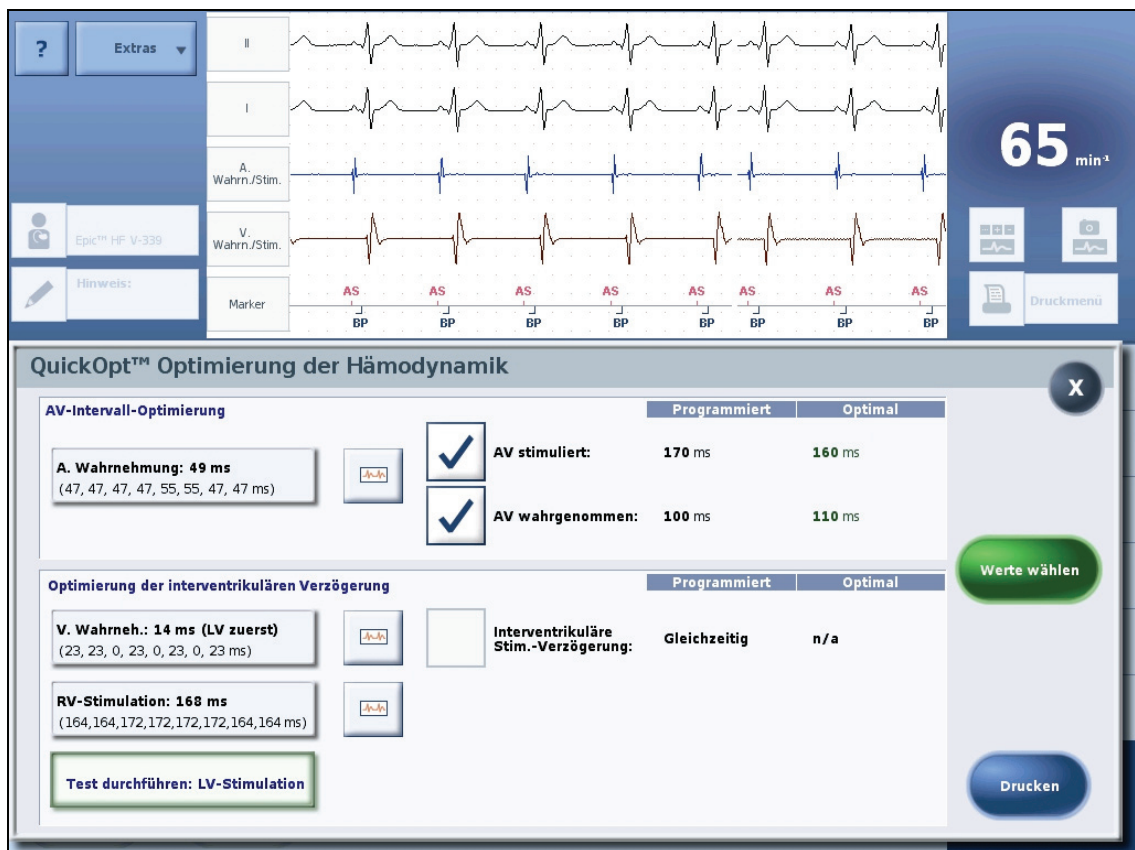 ?
Extras
II
I
A.
Wahrn./Stim.
V.
Wahrn./Stim.
Marker
AS AS AS AS AS AS AS AS
BP BP BP BP BP BP BP BP
65 min⁻¹
Epic™ HF V-339
Hinweis:
Druckmenü
QuickOpt™ Optimierung der Hämodynamik
X
AV-Intervall-Optimierung
Programmiert Optimal
A. Wahrnehmung: 49 ms
(47, 47, 47, 47, 55, 55, 47, 47 ms)
AV stimuliert: 170 ms 160 ms
AV wahrgenommen: 100 ms 110 ms
Werte wählen
Optimierung der interventrikulären Verzögerung
Programmiert Optimal
V. Wahrneh.: 14 ms (LV zuerst)
(23, 23, 0, 23, 0, 23, 0, 23 ms)
Interventrikuläre
Stim.-Verzögerung: Gleichzeitig n/a
RV-Stimulation: 168 ms
(164,164,172,172,172,172,164,164 ms)
Test durchführen: LV-Stimulation
Drucken